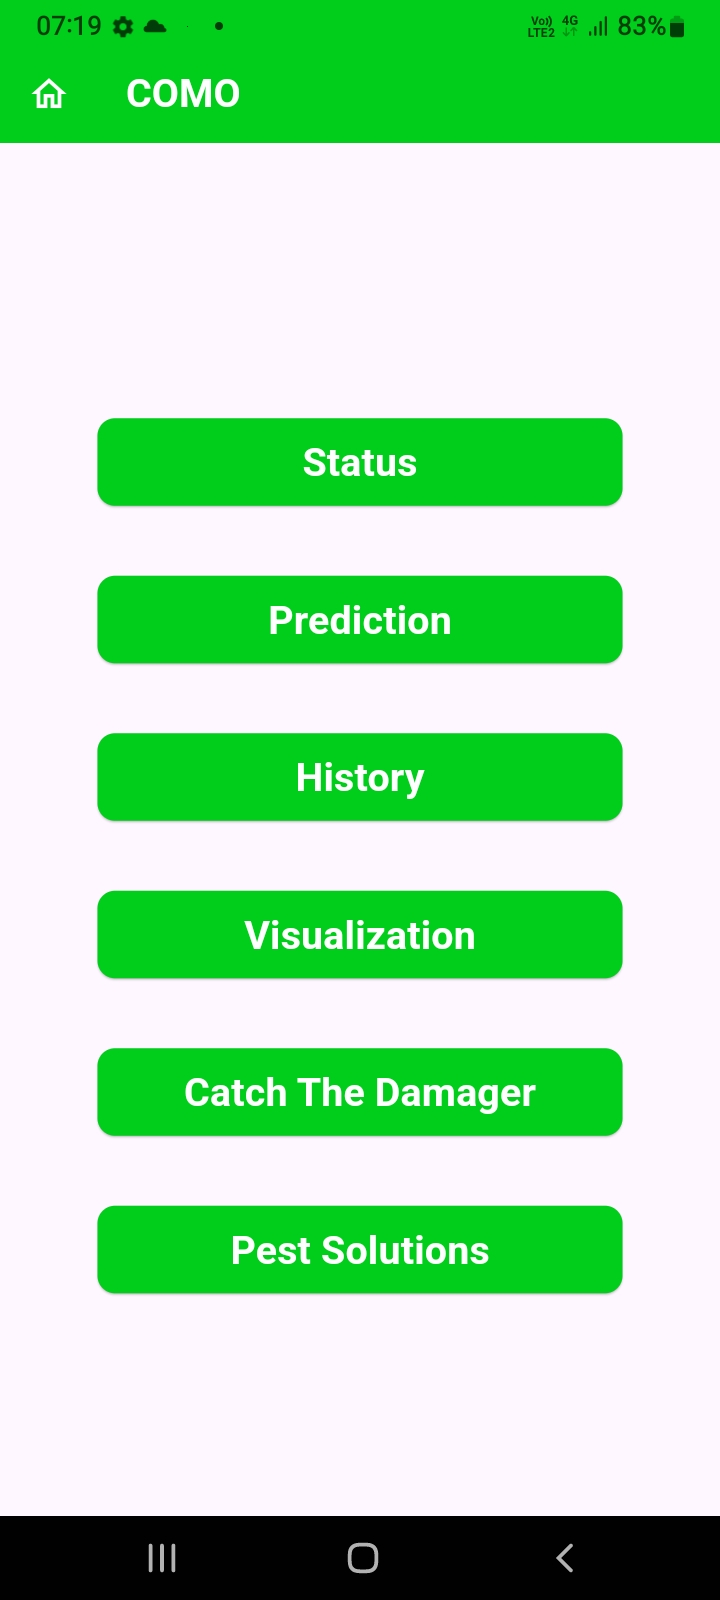 07:19 Vo)) 4G 83%
LTE2
COMO
Status
Prediction
History
Visualization
Catch The Damager
Pest Solutions